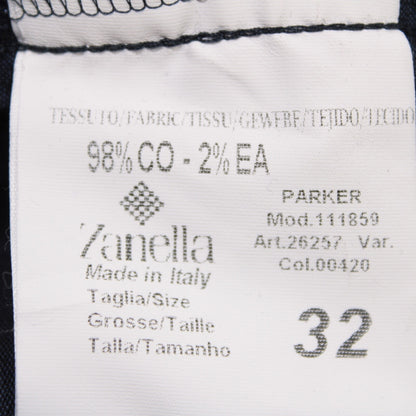 TESSUTO/FABRIC/TISSU/GEWEBE/TEJIDO/TECIDO
98% CO - 2% EA
Zanella
Made in Italy
Taglia/Size
Grosse/Taille
Talla/Tamanho
PARKER
Mod.111859
Art.26257 Var.
Col.00420
32